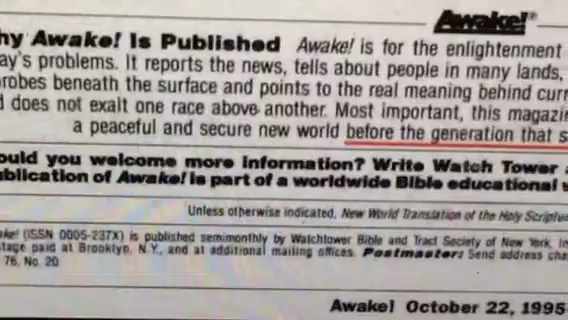 Awake!®
hy Awake! Is Published Awake! is for the enlightenment
ay's problems. It reports the news, tells about people in many lands,
robes beneath the surface and points to the real meaning behind curr
d does not exalt one race above another. Most important, this magazin
a peaceful and secure new world before the generation that s
ould you welcome more information? Write Watch Tower
ublication of Awake! is part of a worldwide Bible educational
Unless otherwise indicated, New World Translation of the Holy Scriptu
ke! (ISSN 0005-237X) is published semimonthly by Watchtower Bible and Tract Society of New York, In
tage paid at Brooklyn, N.Y., and at additional mailing offices. Postmaster: Send address cha
76, No. 20
Awake! October 22, 1995